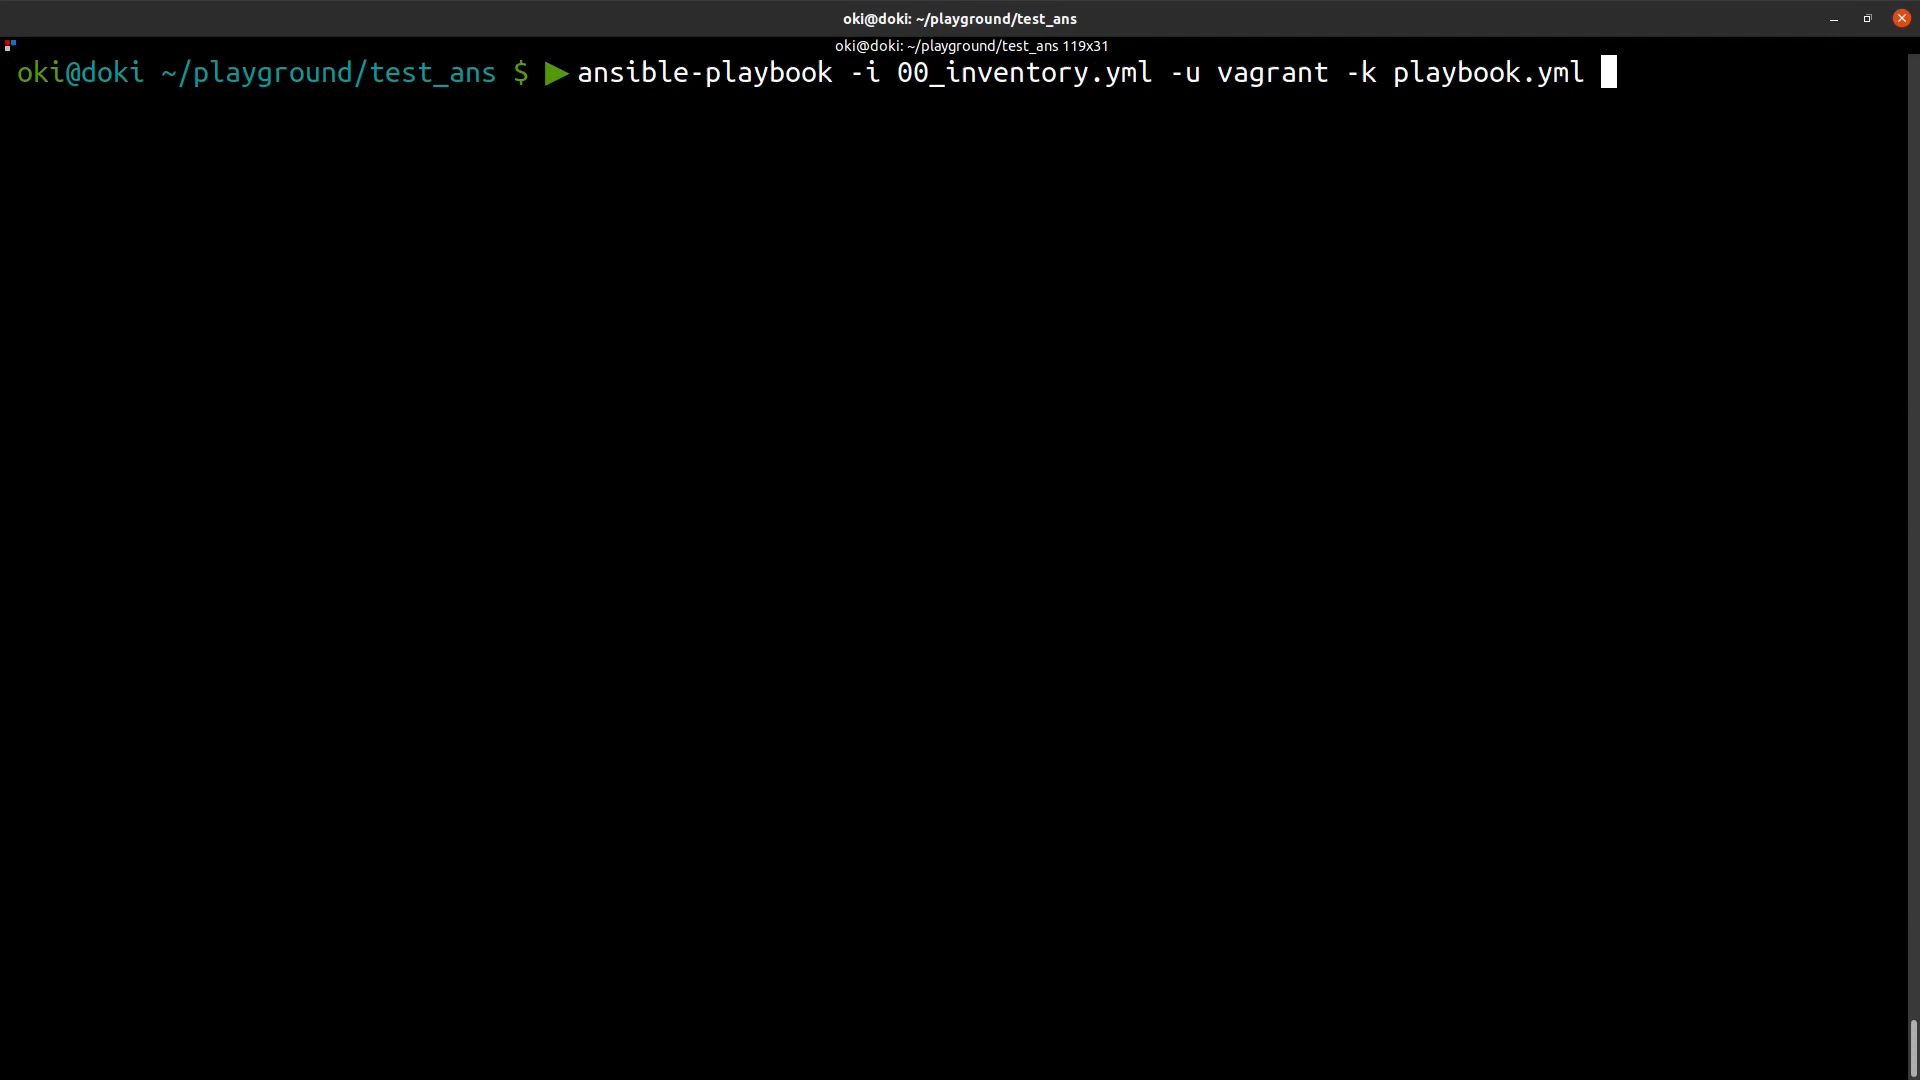 oki@doki: ~/playground/test_ans
oki@doki: ~/playground/test_ans 119x31
oki@doki ~/playground/test_ans $ ▶ ansible-playbook -i 00_inventory.yml -u vagrant -k playbook.yml